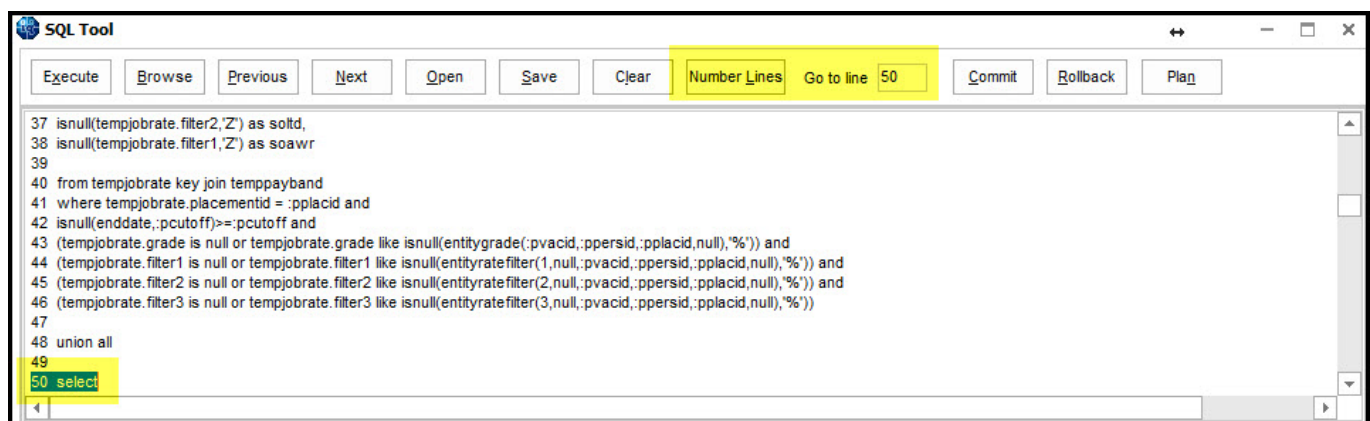 SQL Tool
Execute Browse Previous Next Open Save Clear Number Lines Go to line 50 Commit Rollback Plan
37 isnull(tempjobrate.filter2,'Z') as soltd,
38 isnull(tempjobrate.filter1,'Z') as soawr
39
40 from tempjobrate key join temppayband
41 where tempjobrate.placementid = :pplacid and
42 isnull(enddate,:pcutoff)>=:pcutoff and
43 (tempjobrate.grade is null or tempjobrate.grade like isnull(entitygrade(:pvacid,:ppersid,:pplacid,null),'%')) and
44 (tempjobrate.filter1 is null or tempjobrate.filter1 like isnull(entityratefilter(1,null,:pvacid,:ppersid,:pplacid,null),'%')) and
45 (tempjobrate.filter2 is null or tempjobrate.filter2 like isnull(entityratefilter(2,null,:pvacid,:ppersid,:pplacid,null),'%')) and
46 (tempjobrate.filter3 is null or tempjobrate.filter3 like isnull(entityratefilter(3,null,:pvacid,:ppersid,:pplacid,null),'%'))
47
48 union all
49
50 select